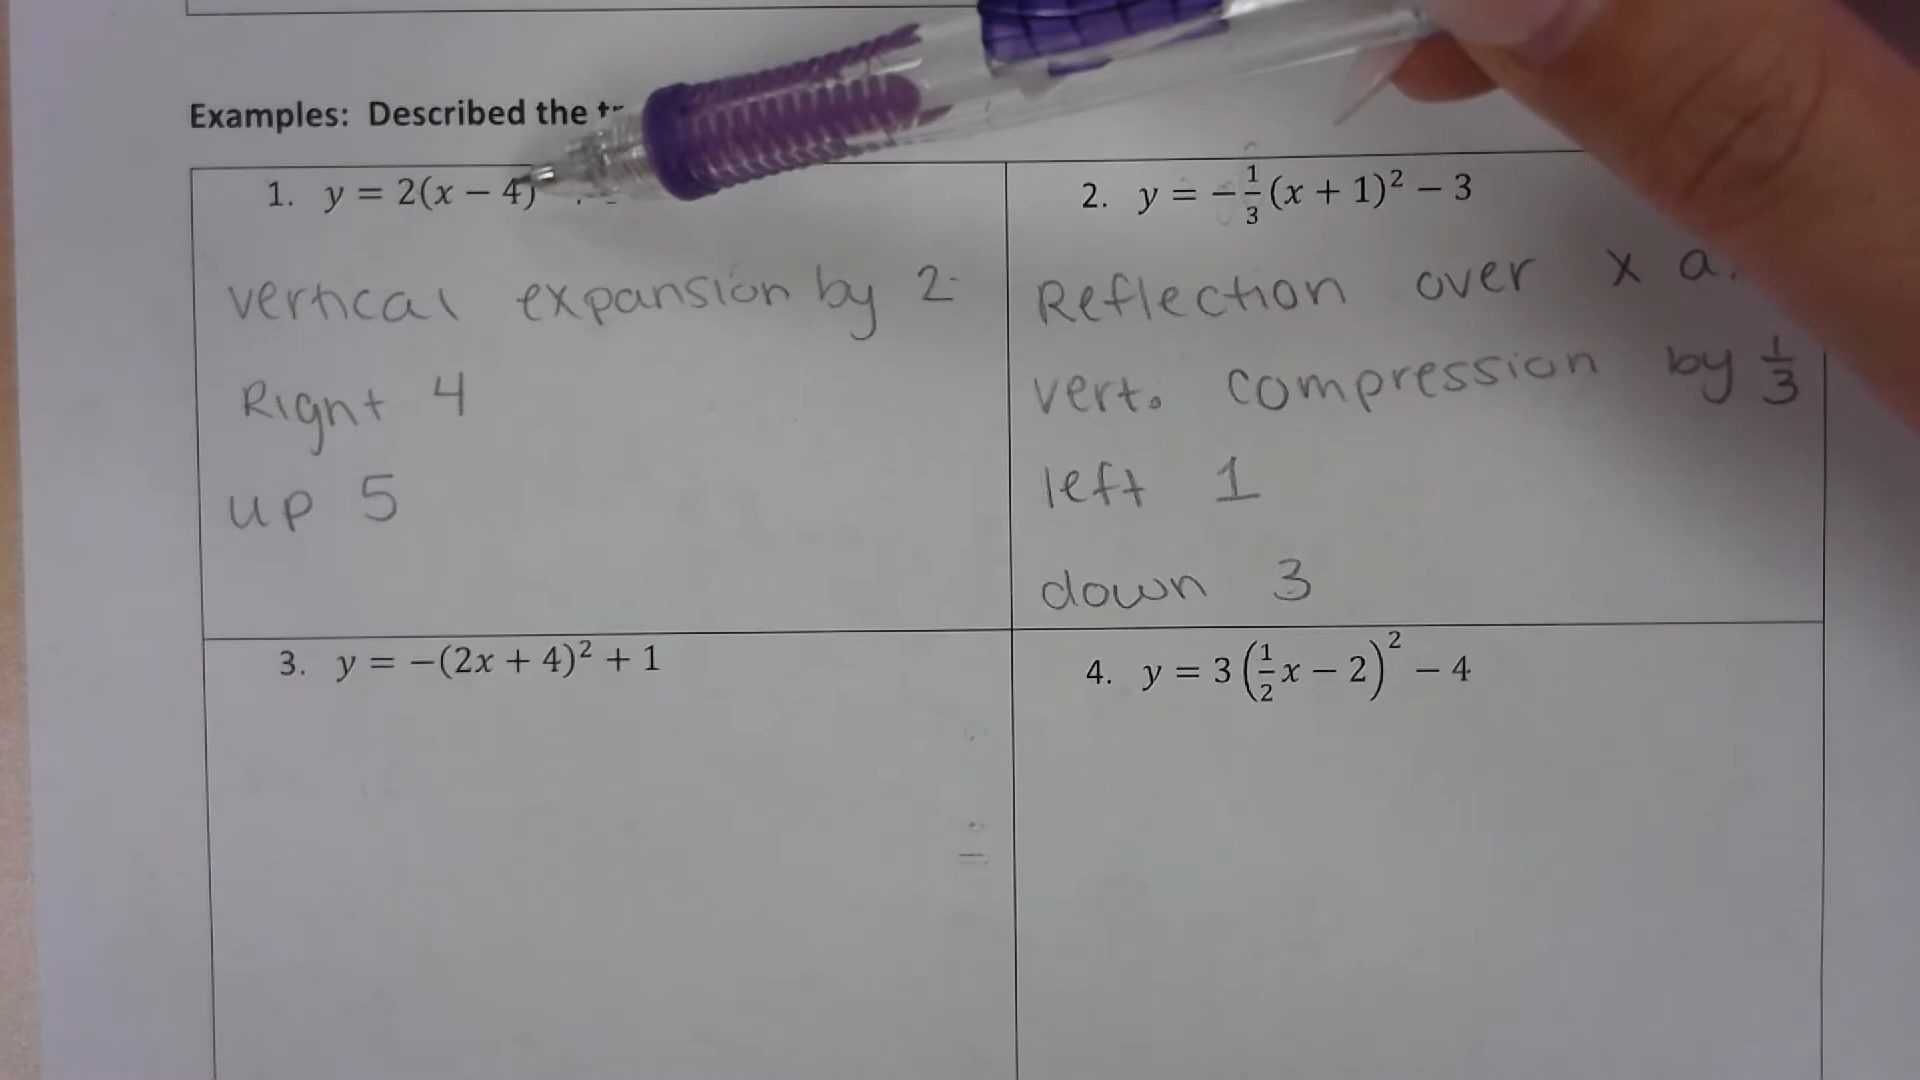 Examples: Described the
1. y = 2(x − 4)
vertical expansion by 2
Right 4
up 5
2. y = −1/3(x + 1)² − 3
Reflection over x a.
vert. compression by 1/3
left 1
down 3
3. y = −(2x + 4)² + 1
4. y = 3(1/2x − 2)² − 4